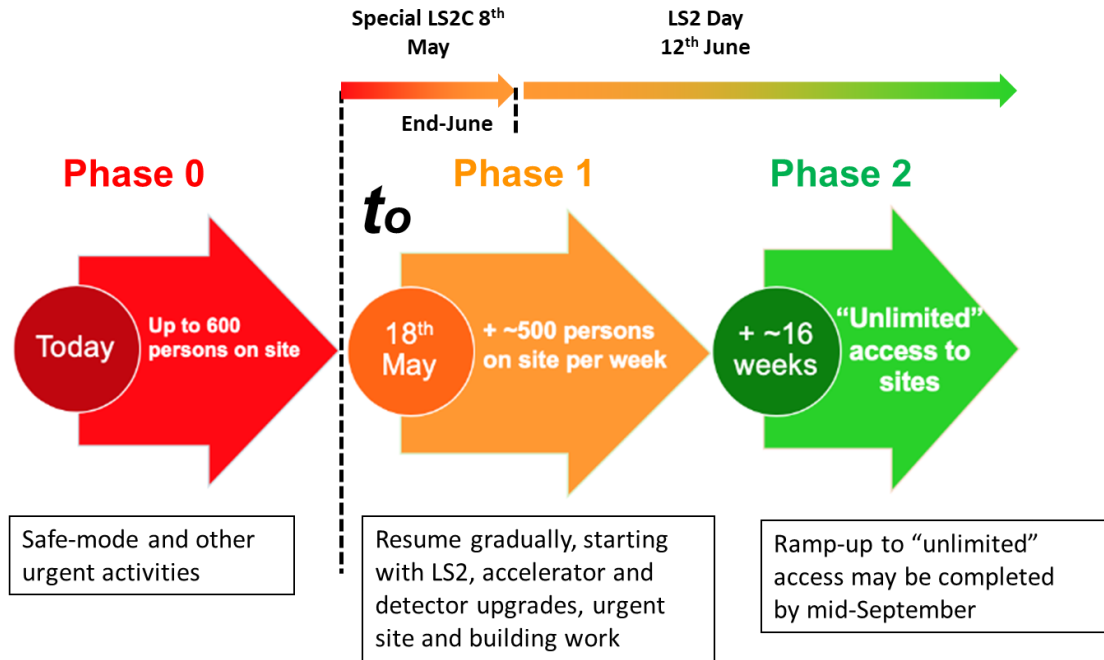 Special LS2C 8th
May
LS2 Day
12th June
End-June
Phase 0
Phase 1
Phase 2
to
Today
Up to 600
persons on site
18th
May
+ ~500 persons
on site per week
+ ~16
weeks
“Unlimited”
access to
sites
Safe-mode and other
urgent activities
Resume gradually, starting
with LS2, accelerator and
detector upgrades, urgent
site and building work
Ramp-up to “unlimited”
access may be completed
by mid-September